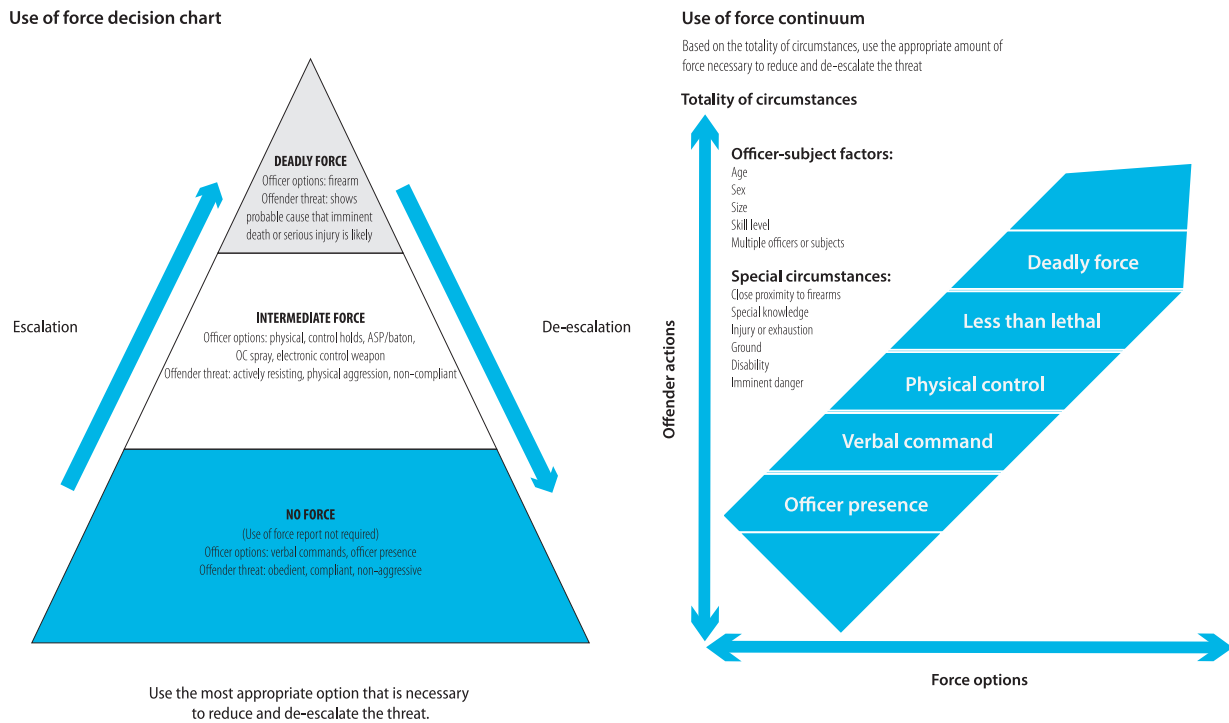 Use of force decision chart
DEADLY FORCE
Officer options: firearm
Offender threat: shows
probable cause that imminent
death or serious injury is likely
Escalation
De-escalation
INTERMEDIATE FORCE
Officer options: physical, control holds, ASP/baton,
OC spray, electronic control weapon
Offender threat: actively resisting, physical aggression, non-compliant
NO FORCE
(Use of force report not required)
Officer options: verbal commands, officer presence
Offender threat: obedient, compliant, non-aggressive
Use the most appropriate option that is necessary
to reduce and de-escalate the threat.
Use of force continuum
Based on the totality of circumstances, use the appropriate amount of
force necessary to reduce and de-escalate the threat
Totality of circumstances
Officer-subject factors:
Age
Sex
Size
Skill level
Multiple officers or subjects
Special circumstances:
Close proximity to firearms
Special knowledge
Injury or exhaustion
Ground
Disability
Imminent danger
Offender actions
Deadly force
Less than lethal
Physical control
Verbal command
Officer presence
Force options